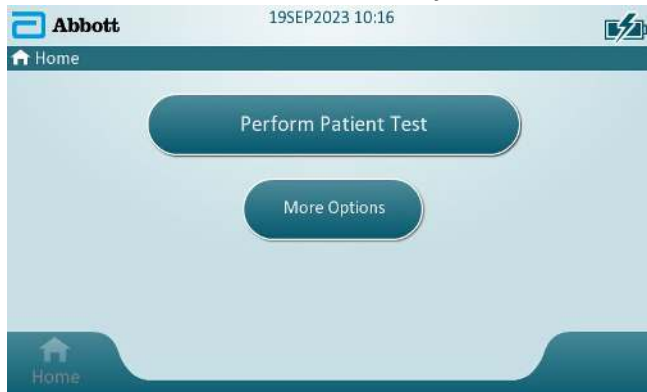 Abbott
19SEP2023 10:16
Home
Perform Patient Test
More Options
Home